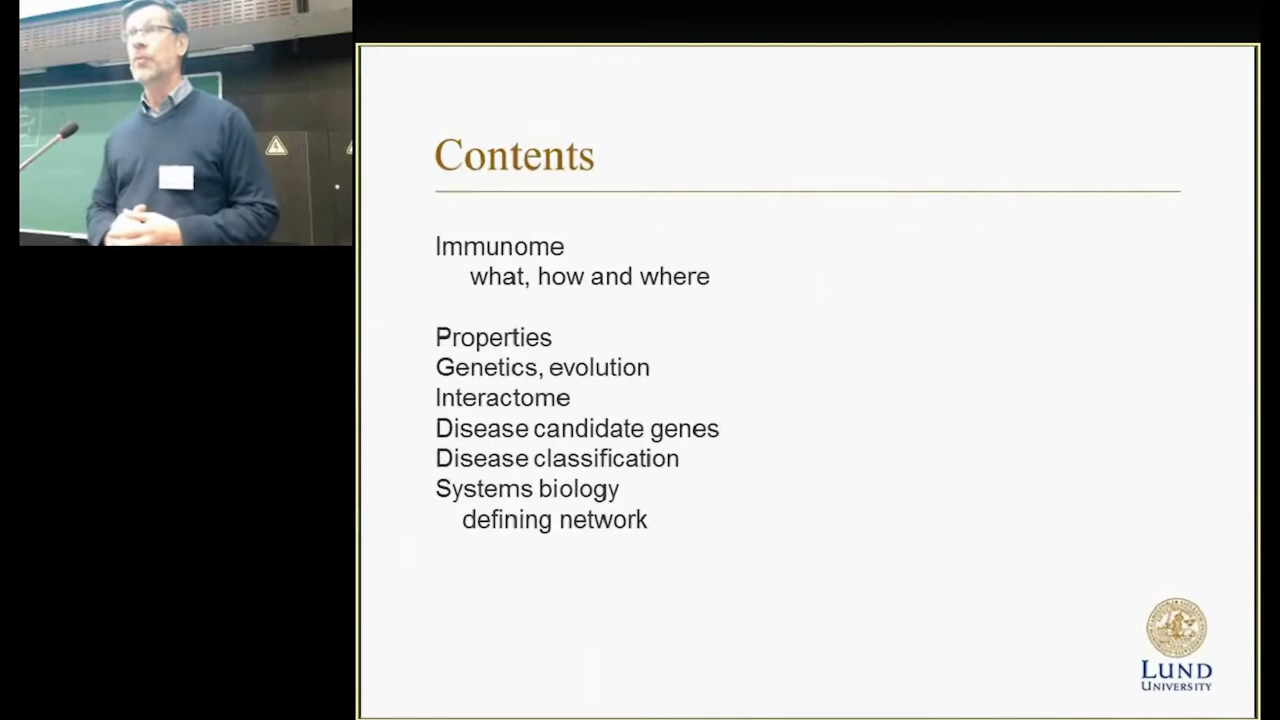 Contents
Immunome
what, how and where
Properties
Genetics, evolution
Interactome
Disease candidate genes
Disease classification
Systems biology
defining network
LUND
UNIVERSITY